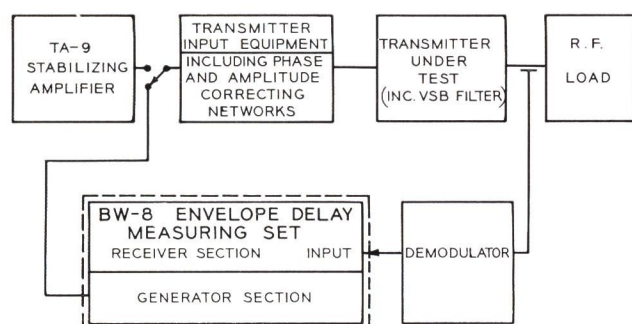 TA-9
STABILIZING
AMPLIFIER
TRANSMITTER
INPUT EQUIPMENT
INCLUDING PHASE
AND AMPLITUDE
CORRECTING
NETWORKS
TRANSMITTER
UNDER
TEST
(INC. VSB FILTER)
R.F.
LOAD
BW-8 ENVELOPE DELAY
MEASURING SET
RECEIVER SECTION INPUT
GENERATOR SECTION
DEMODULATOR